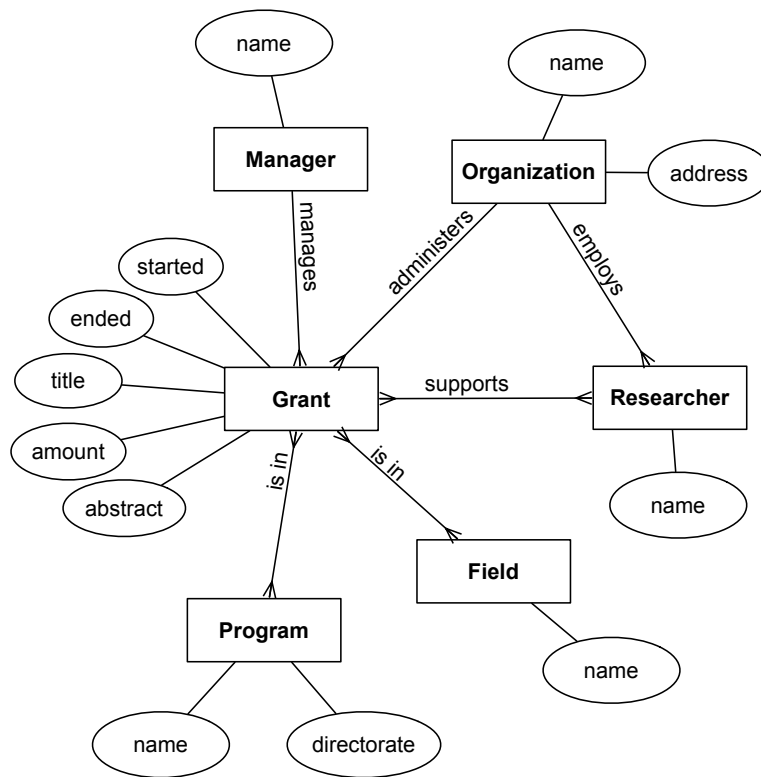 name
name
Manager
Organization
address
manages
administers
employs
started
ended
title
Grant
supports
Researcher
amount
abstract
is in
is in
name
Field
Program
name
name
directorate